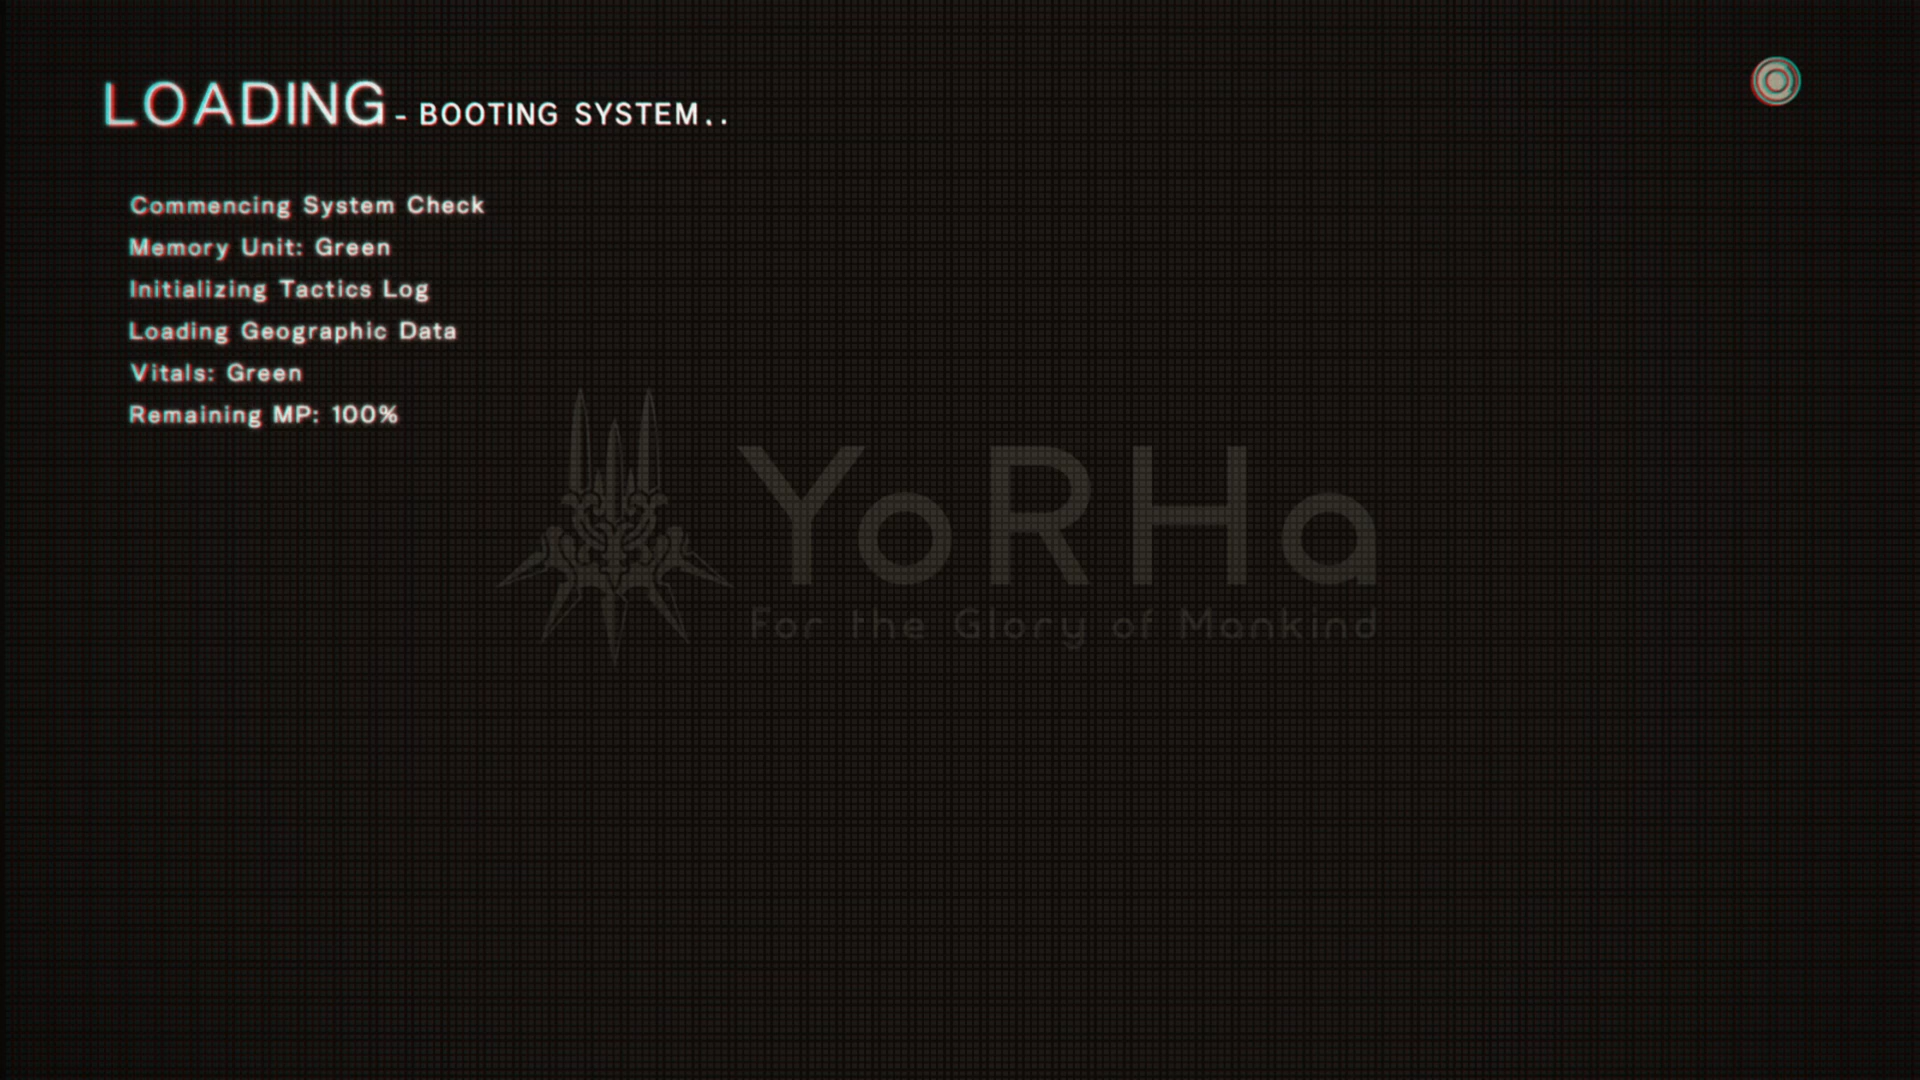 LOADING - BOOTING SYSTEM..
Commencing System Check
Memory Unit: Green
Initializing Tactics Log
Loading Geographic Data
Vitals: Green
Remaining MP: 100%
YoRHa
For the Glory of Mankind